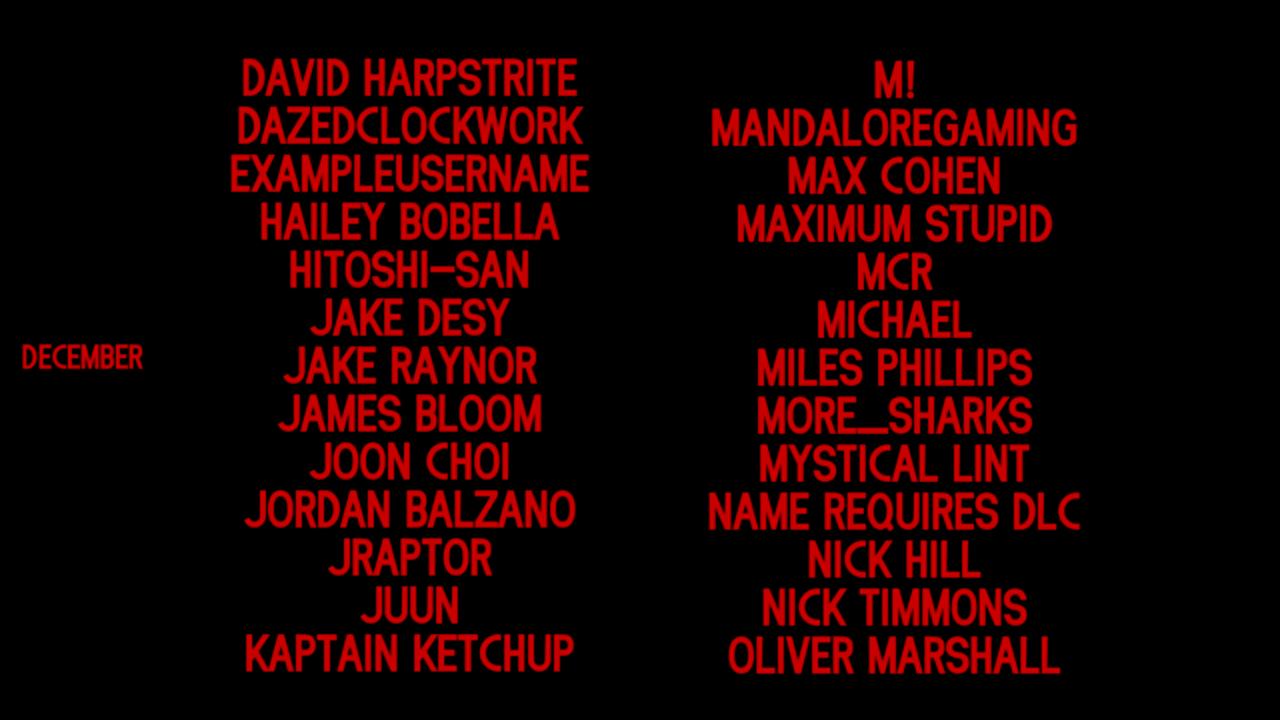 DECEMBER
DAVID HARPSTRITE
DAZEDCLOCKWORK
EXAMPLEUSERNAME
HAILEY BOBELLA
HITOSHI-SAN
JAKE DESY
JAKE RAYNOR
JAMES BLOOM
JOON CHOI
JORDAN BALZANO
JRAPTOR
JUUN
KAPTAIN KETCHUP
M!
MANDALOREGAMING
MAX COHEN
MAXIMUM STUPID
MCR
MICHAEL
MILES PHILLIPS
MORE_SHARKS
MYSTICAL LINT
NAME REQUIRES DLC
NICK HILL
NICK TIMMONS
OLIVER MARSHALL